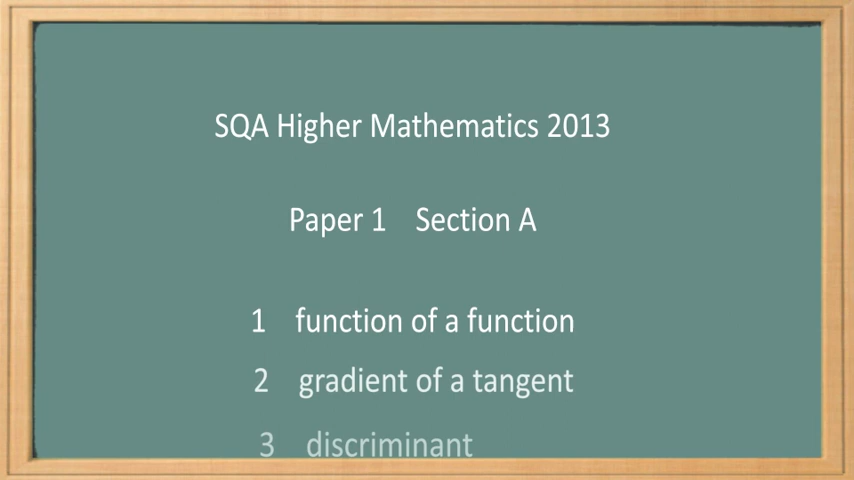 SQA Higher Mathematics 2013
Paper 1 Section A
1 function of a function
2 gradient of a tangent
3 discriminant